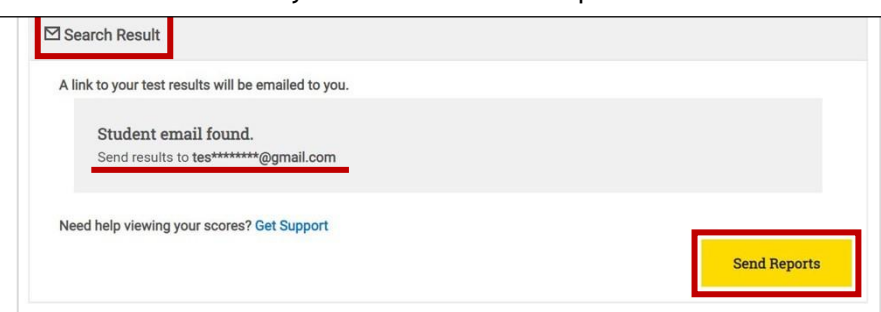 Search Result
A link to your test results will be emailed to you.
Student email found.
Send results to tes********@gmail.com
Need help viewing your scores? Get Support
Send Reports